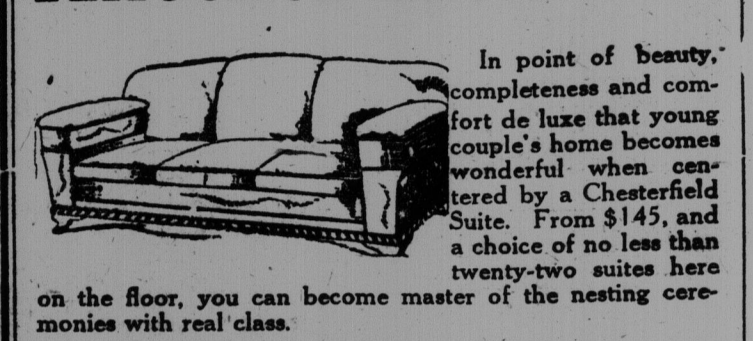 In point of beauty,
completeness and com-
fort de luxe that young
couple's home becomes
wonderful when cen-
tered by a Chesterfield
Suite. From $145, and
a choice of no less than
twenty-two suites here
on the floor, you can become master of the nesting cere-
monies with real class.